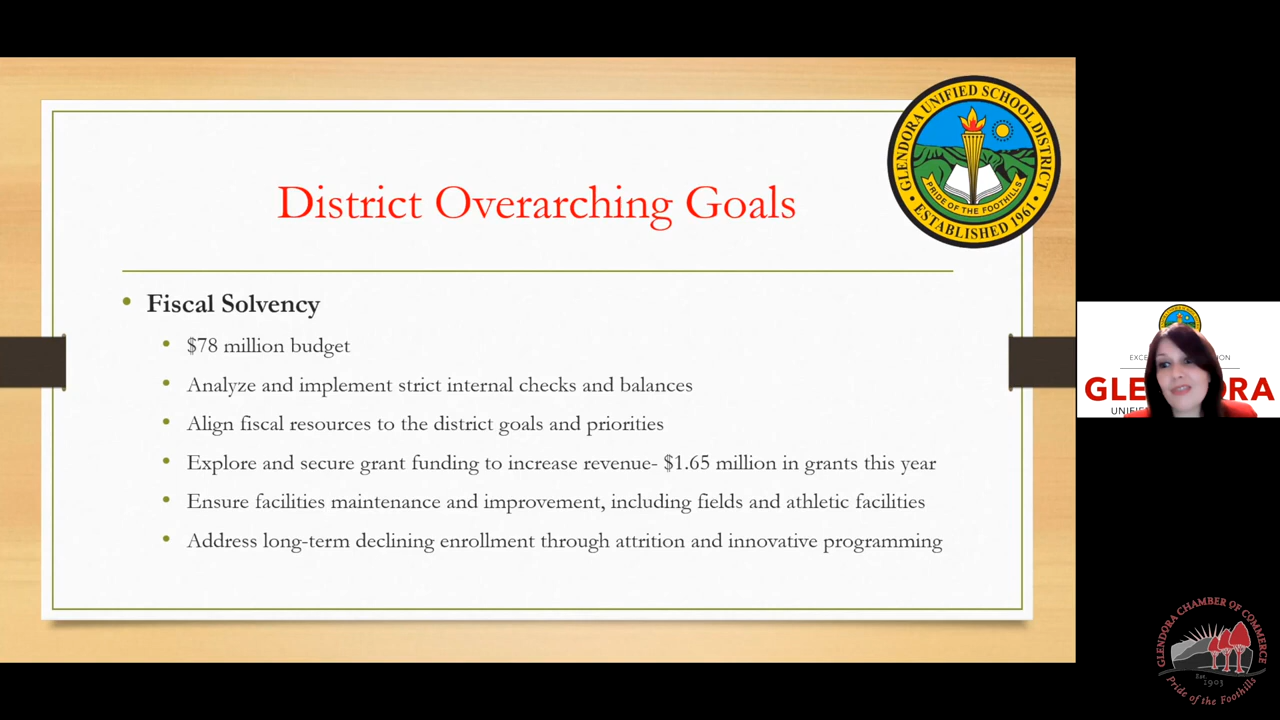 GLENDORA UNIFIED SCHOOL DISTRICT
PRIDE OF THE FOOTHILLS
• ESTABLISHED 1961 •
District Overarching Goals
• Fiscal Solvency
• $78 million budget
• Analyze and implement strict internal checks and balances
• Align fiscal resources to the district goals and priorities
• Explore and secure grant funding to increase revenue- $1.65 million in grants this year
• Ensure facilities maintenance and improvement, including fields and athletic facilities
• Address long-term declining enrollment through attrition and innovative programming
GLENDORA CHAMBER OF COMMERCE
Est.
1903
Pride of the Foothills